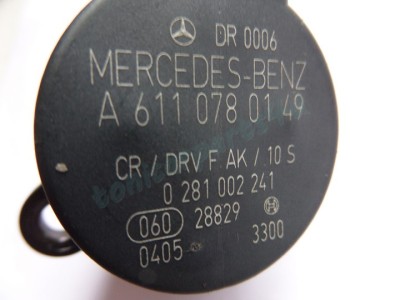 DR 0006
MERCEDES-BENZ
A 611 078 01 49
CR / DRV F AK / 10 S
0 281 002 241
060 28829
0405 3300